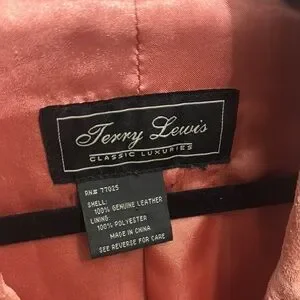 Terry Lewis
CLASSIC LUXURIES
RN# 77025
SHELL:
100% GENUINE LEATHER
LINING:
100% POLYESTER
MADE IN CHINA
SEE REVERSE FOR CARE